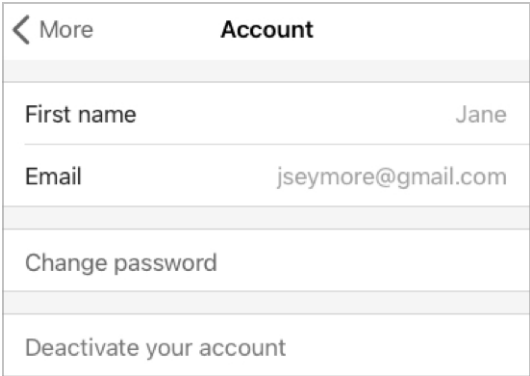 More Account
First name Jane
Email jseymore@gmail.com
Change password
Deactivate your account